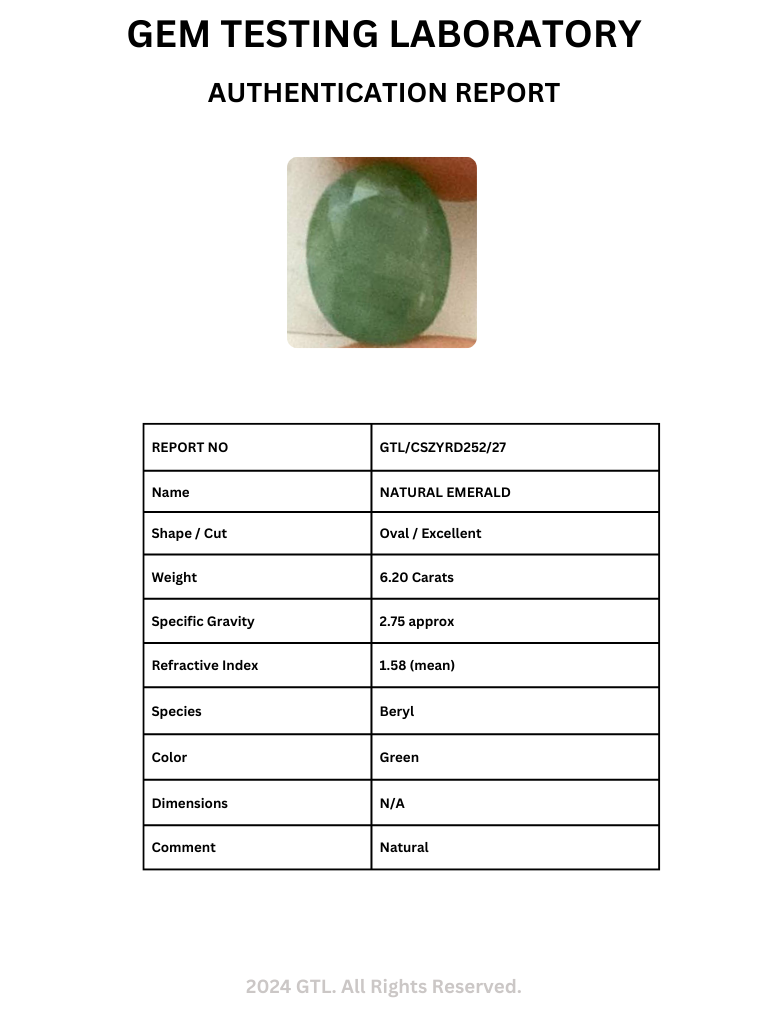 GEM TESTING LABORATORY
AUTHENTICATION REPORT
REPORT NO GTL/CSZYRD252/27
Name NATURAL EMERALD
Shape / Cut Oval / Excellent
Weight 6.20 Carats
Specific Gravity 2.75 approx
Refractive Index 1.58 (mean)
Species Beryl
Color Green
Dimensions N/A
Comment Natural
2024 GTL. All Rights Reserved.